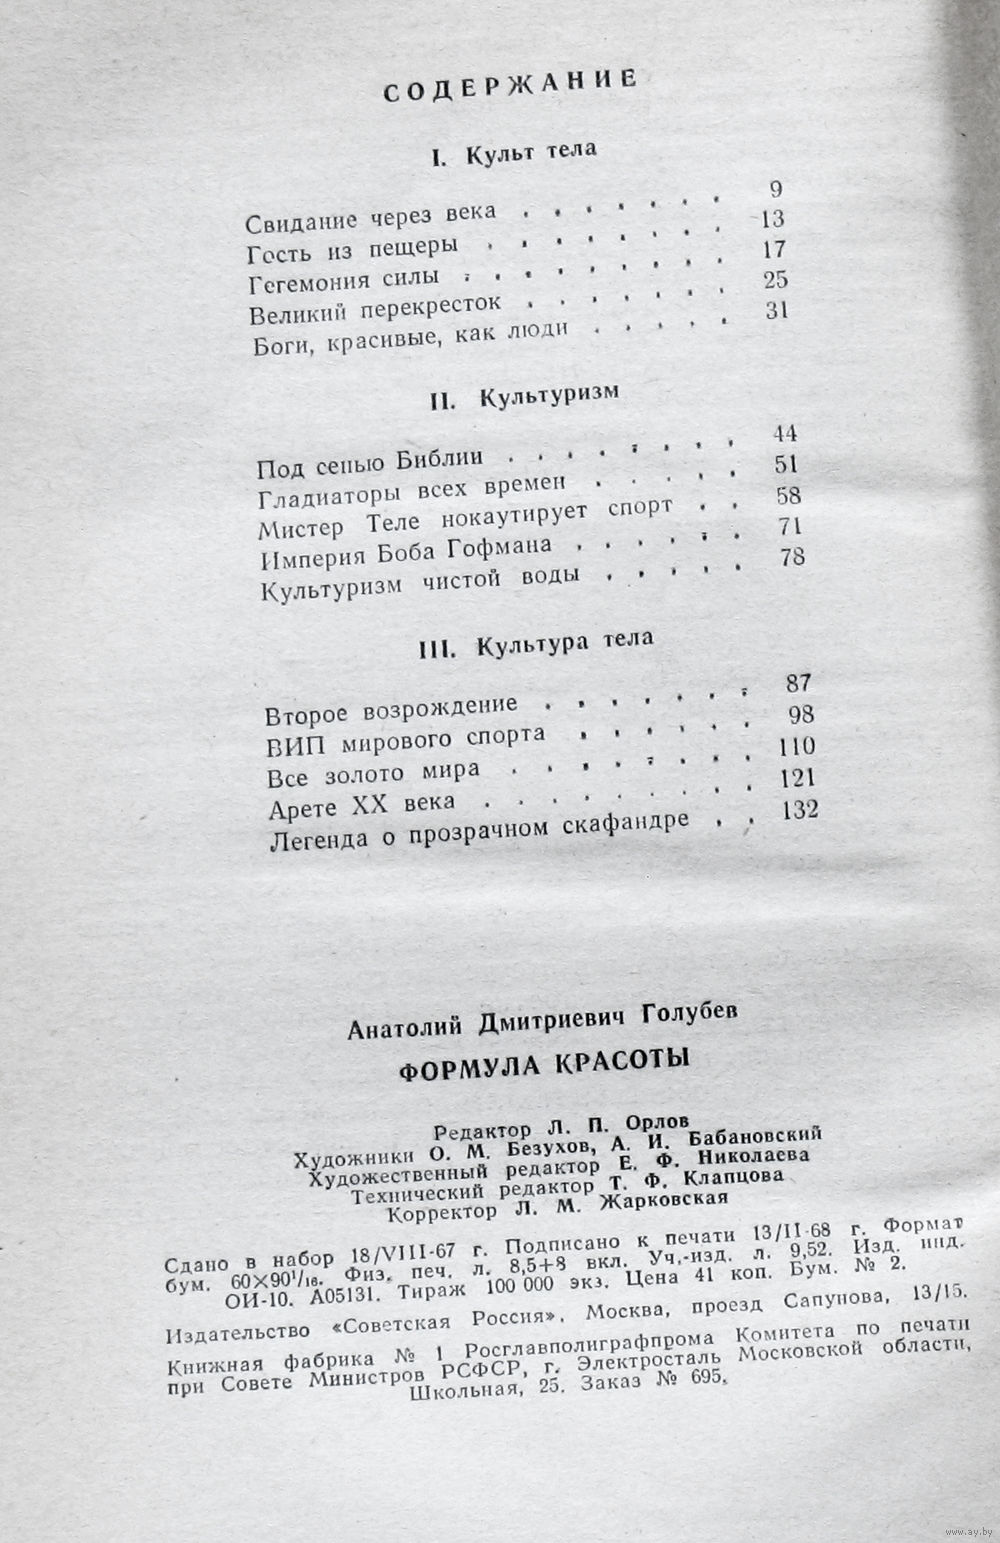 СОДЕРЖАНИЕ
I. Культ тела
Свидание через века . . . . . . . 9
Гость из пещеры . . . . . . . . 13
Гегемония силы . . . . . . . . . 17
Великий перекресток . . . . . . . 25
Боги, красивые, как люди . . . . . 31
II. Культуризм
Под сенью Библии . . . . . . . . 44
Гладиаторы всех времен . . . . . 51
Мистер Теле нокаутирует спорт . . 58
Империя Боба Гофмана . . . . . . 71
Культуризм чистой воды . . . . . 78
III. Культура тела
Второе возрождение . . . . . . . 87
ВИП мирового спорта . . . . . . 98
Все золото мира . . . . . . . . 110
Арете XX века . . . . . . . . . 121
Легенда о прозрачном скафандре . . 132
Анатолий Дмитриевич Голубев
ФОРМУЛА КРАСОТЫ
Редактор Л. П. Орлов
Художники О. М. Безухов, А. И. Бабановский
Художественный редактор Е. Ф. Николаева
Технический редактор Т. Ф. Клапцова
Корректор Л. М. Жарковская
Сдано в набор 18/VIII-67 г. Подписано к печати 13/II-68 г. Формат
бум. 60×90¹/₁₆. Физ. печ. л. 8,5+8 вкл. Уч.-изд. л. 9,52. Изд. инд.
ОИ-10. А05131. Тираж 100 000 экз. Цена 41 коп. Бум. № 2.
Издательство «Советская Россия». Москва, проезд Сапунова, 13/15.
Книжная фабрика № 1 Росглавполиграфпрома Комитета по печати
при Совете Министров РСФСР, г. Электросталь Московской области,
Школьная, 25. Заказ № 695.
www.ay.by